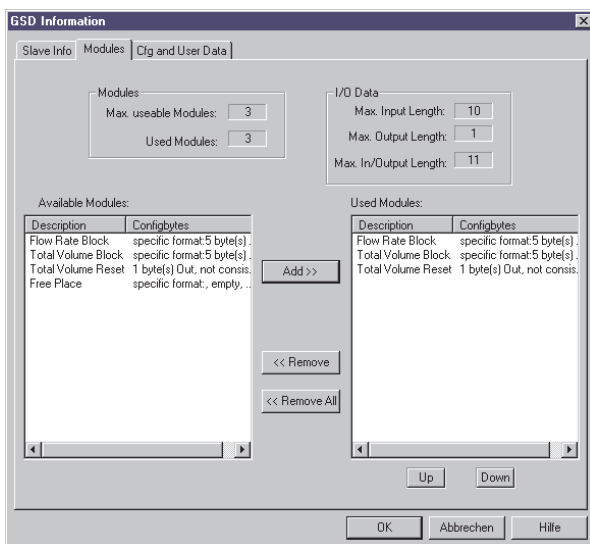 GSD Information
Slave Info Modules Cfg and User Data
Modules
Max. useable Modules: 3
Used Modules: 3
I/O Data
Max. Input Length: 10
Max. Output Length: 1
Max. In/Output Length: 11
Available Modules:
Description Configbytes
Flow Rate Block specific format:5 byte(s) .
Total Volume Block specific format:5 byte(s) .
Total Volume Reset 1 byte(s) Out, not consis.
Free Place specific format:, empty, ..
Add >>
<< Remove
<< Remove All
Used Modules:
Description Configbytes
Flow Rate Block specific format:5 byte(s) .
Total Volume Block specific format:5 byte(s) .
Total Volume Reset 1 byte(s) Out, not consis.
Up Down
OK Abbrechen Hilfe